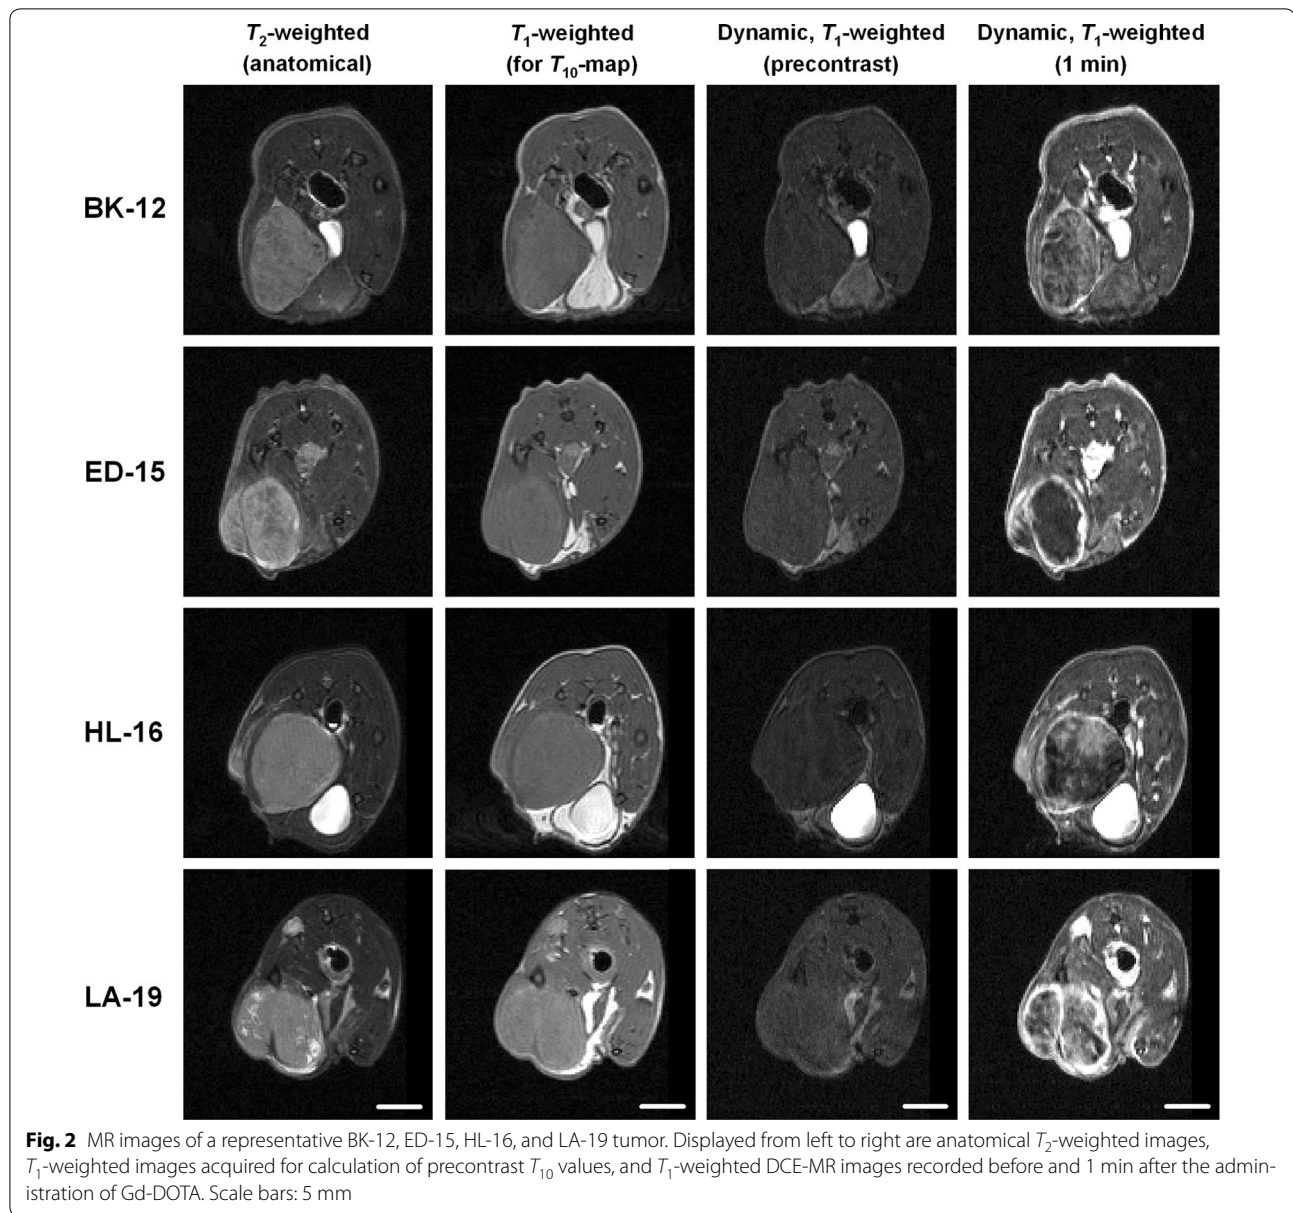 T2-weighted (anatomical)
T1-weighted (for T10-map)
Dynamic, T1-weighted (precontrast)
Dynamic, T1-weighted (1 min)
BK-12
ED-15
HL-16
LA-19
Fig. 2 MR images of a representative BK-12, ED-15, HL-16, and LA-19 tumor. Displayed from left to right are anatomical T2-weighted images,
T1-weighted images acquired for calculation of precontrast T10 values, and T1-weighted DCE-MR images recorded before and 1 min after the admin-
istration of Gd-DOTA. Scale bars: 5 mm